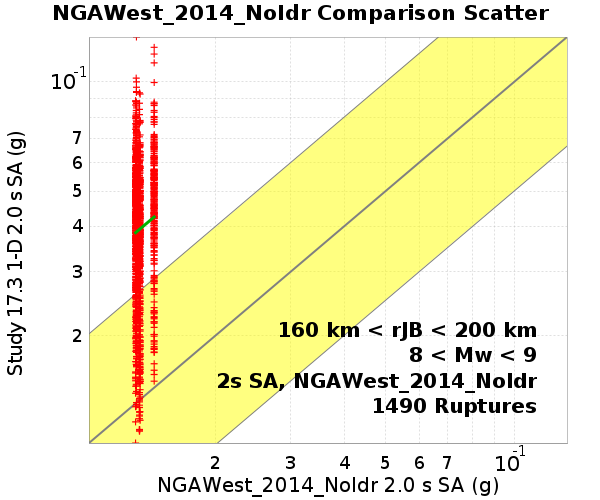 NGAWest_2014_NoIdr Comparison Scatter
Study 17.3 1-D 2.0 s SA (g)
10-1
7
6
5
4
3
2
160 km < rJB < 200 km
8 < Mw < 9
2s SA, NGAWest_2014_NoIdr
1490 Ruptures
2 3 4 5 6 7 10-1
NGAWest_2014_NoIdr 2.0 s SA (g)